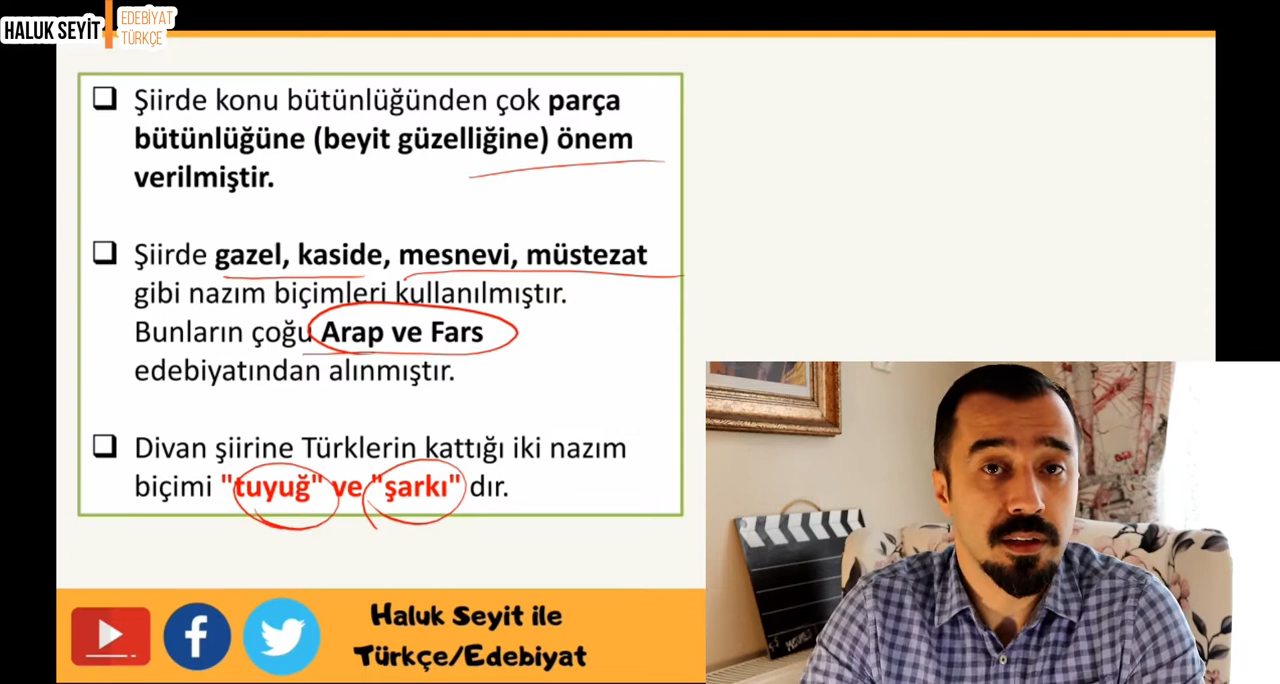 HALUK SEYİT
EDEBİYAT
TÜRKÇE
Şiirde konu bütünlüğünden çok parça
bütünlüğüne (beyit güzelliğine) önem
verilmiştir.
Şiirde gazel, kaside, mesnevi, müstezat
gibi nazım biçimleri kullanılmıştır.
Bunların çoğu Arap ve Fars
edebiyatından alınmıştır.
Divan şiirine Türklerin kattığı iki nazım
biçimi "tuyuğ" ve "şarkı" dır.
Haluk Seyit ile
Türkçe/Edebiyat